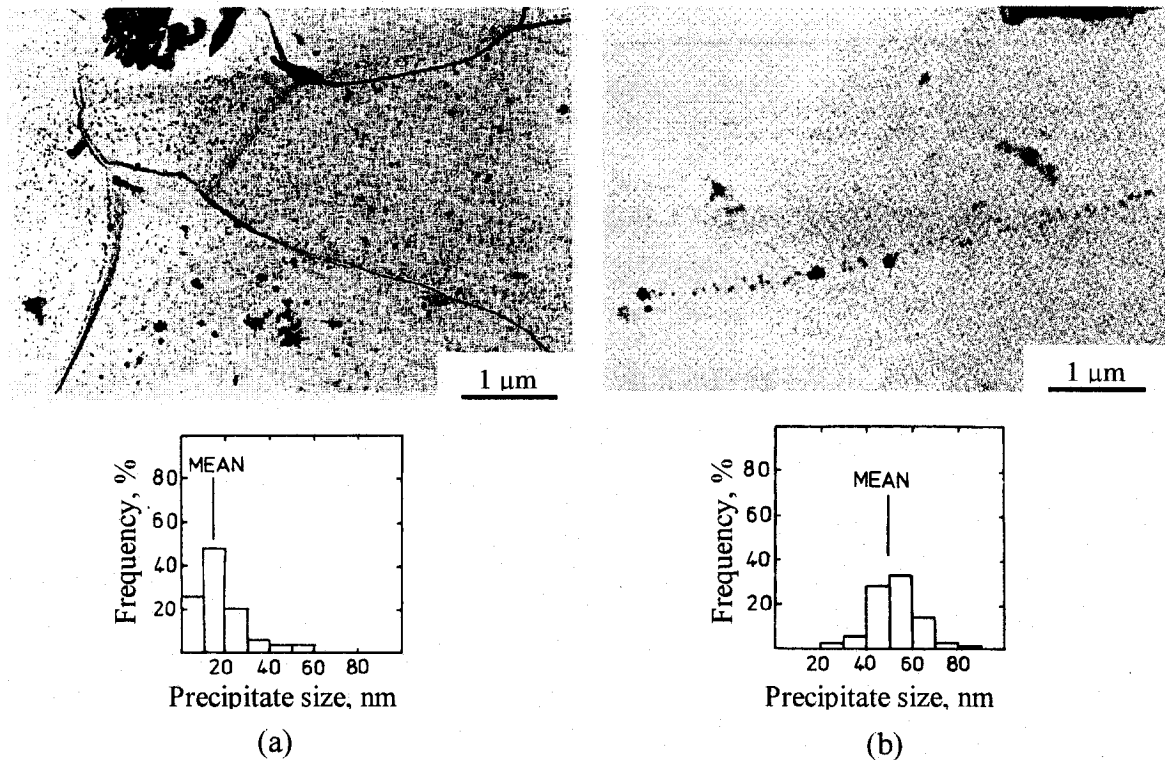 1 μm
1 μm
MEAN
80
60
40
20
Frequency, %
20 40 60 80
Precipitate size, nm
(a)
MEAN
80
60
40
20
Frequency, %
20 40 60 80
Precipitate size, nm
(b)